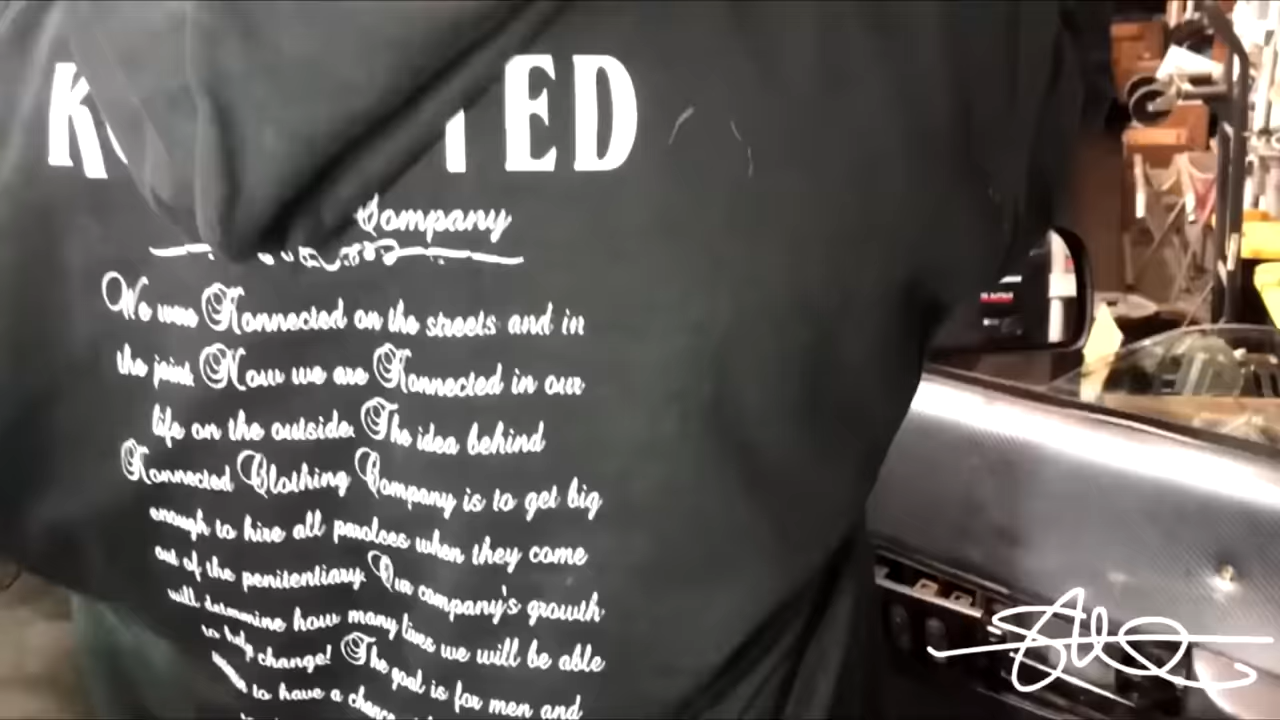 K TED
Company
We were Konnected on the streets and in
the joint. Now we are Konnected in our
life on the outside. The idea behind
Konnected Clothing Company is to get big
enough to hire all parolees when they come
out of the penitentiary. Our company's growth
will determine how many lives we will be able
to help change! The goal is for men and
to have a chance